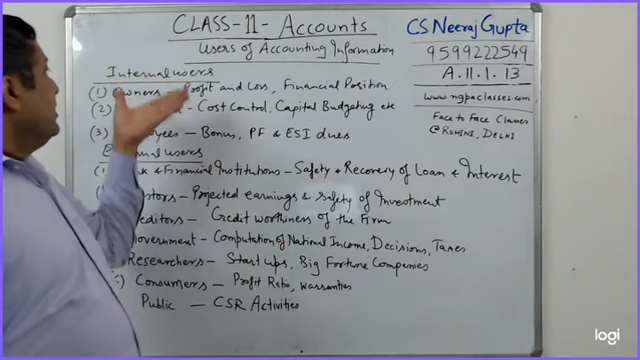 CLASS-11- Accounts
Users of Accounting Information
CS Neeraj Gupta
9599222549
A.11.1.13
www.ngpaclasses.com
Face to Face Classes
@ROHINI, DELHI
Internal users
(1) Owners - Profit and Loss, Financial Position
(2) - Cost Control, Capital Budgeting etc
(3) - Bonus, PF & ESI dues
External users
& Financial Institutions - Safety & Recovery of Loan & Interest
- Projected earnings & Safety of Investment
- Credit worthiness of the Firm
Government - Computation of National Income, Decisions, Taxes
Researchers - Start ups, Big Fortune Companies
Consumers - Profit Ratio, warranties
Public - CSR Activities
logi